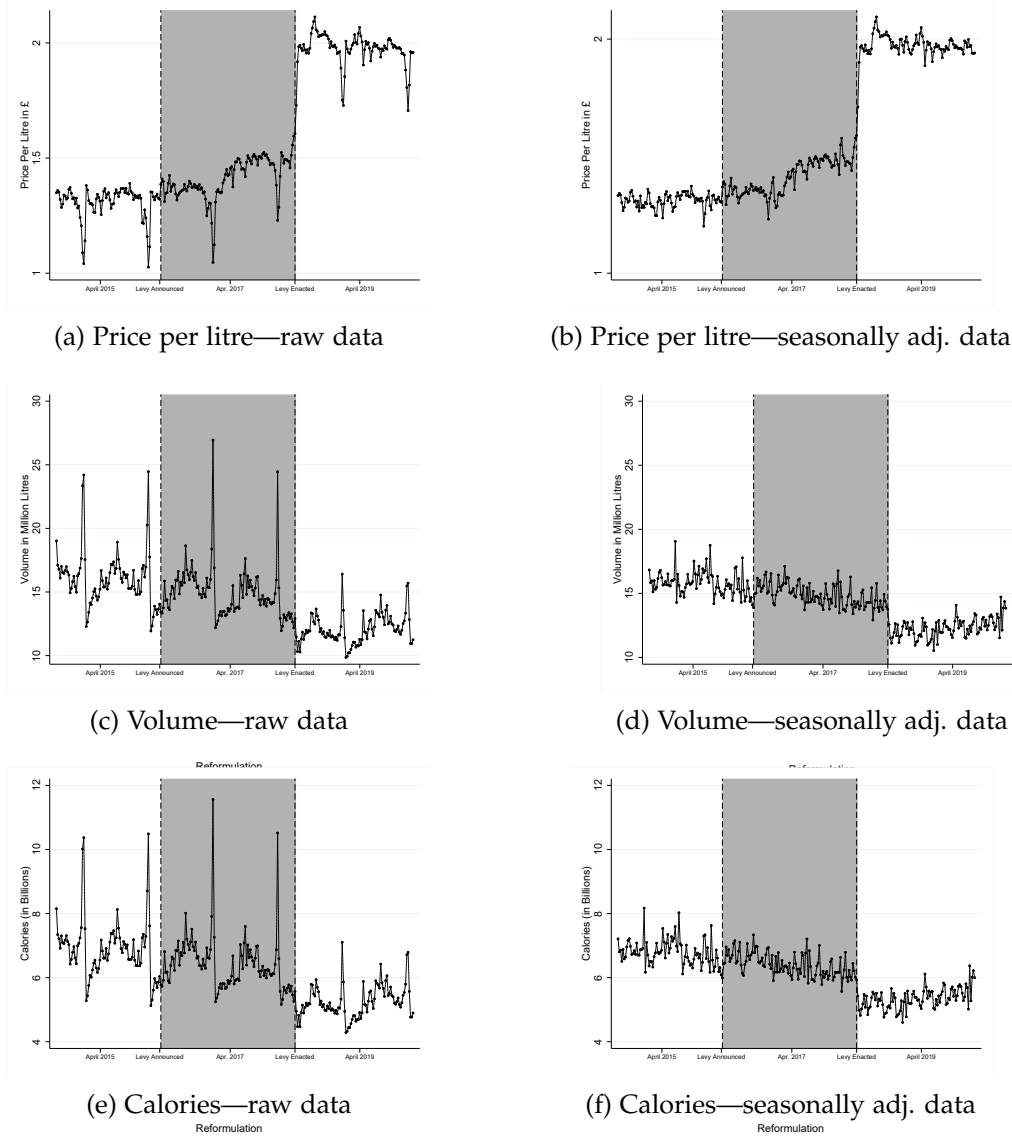 2
1.5
1
Price Per Litre in £
April 2015 Levy Announced Apr. 2017 Levy Enacted April 2019
(a) Price per litre—raw data
2
1
Price Per Litre in £
April 2015 Levy Announced Apr. 2017 Levy Enacted April 2019
(b) Price per litre—seasonally adj. data
30
25
20
15
10
Volume in Million Litres
April 2015 Levy Announced Apr. 2017 Levy Enacted April 2019
(c) Volume—raw data
30
25
20
15
10
Volume in Million Litres
April 2015 Levy Announced Apr. 2017 Levy Enacted April 2019
(d) Volume—seasonally adj. data
Reformulation
12
10
8
6
4
Calories (in Billions)
April 2015 Levy Announced Apr. 2017 Levy Enacted April 2019
(e) Calories—raw data
Reformulation
Reformulation
12
10
8
6
4
Calories (in Billions)
April 2015 Levy Announced Apr. 2017 Levy Enacted April 2019
(f) Calories—seasonally adj. data
Reformulation